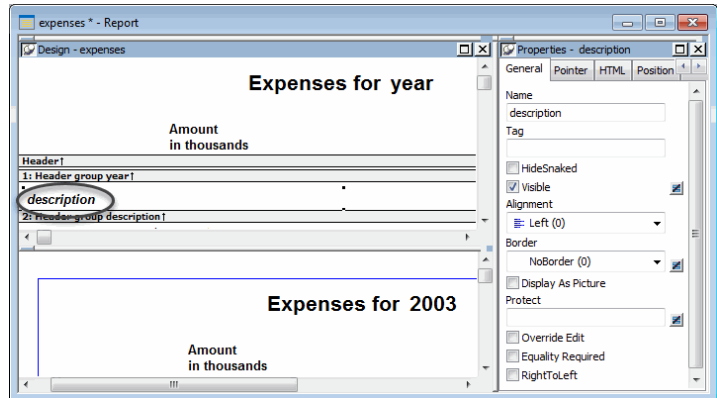 expenses * - Report
Design - expenses
Expenses for year
Amount
in thousands
Header↑
1: Header group year↑
description
2: Header group description↑
Expenses for 2003
Amount
in thousands
Properties - description
General Pointer HTML Position
Name
description
Tag
HideSnaked
Visible
Alignment
Left (0)
Border
NoBorder (0)
Display As Picture
Protect
Override Edit
Equality Required
RightToLeft